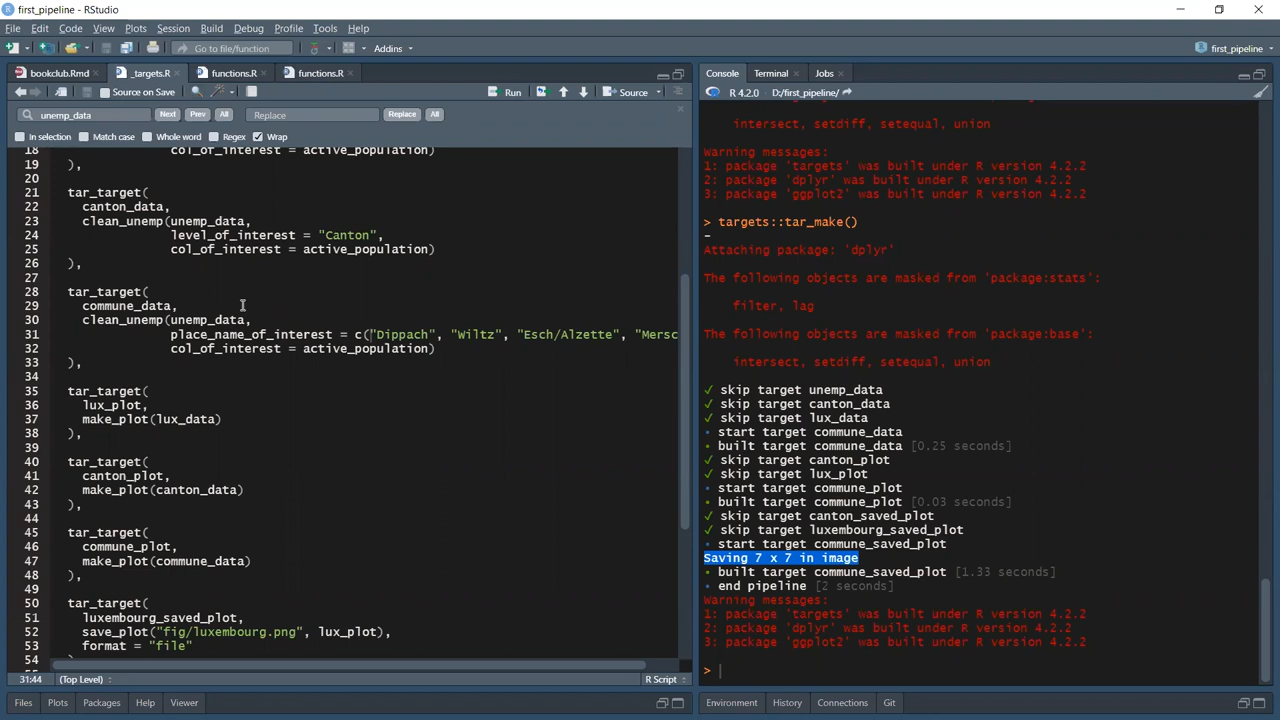 first_pipeline - RStudio
File Edit Code View Plots Session Build Debug Profile Tools Help
Go to file/function Addins first_pipeline
bookclub.Rmd _targets.R functions.R functions.R
Source on Save Run Source
unemp_data Next Prev All Replace Replace All
In selection Match case Whole word Regex Wrap
18 col_of_interest = active_population)
19 ),
20
21 tar_target(
22 canton_data,
23 clean_unemp(unemp_data,
24 level_of_interest = "Canton",
25 col_of_interest = active_population)
26 ),
27
28 tar_target(
29 commune_data,
30 clean_unemp(unemp_data,
31 place_name_of_interest = c("Dippach", "Wiltz", "Esch/Alzette", "Mersc
32 col_of_interest = active_population)
33 ),
34
35 tar_target(
36 lux_plot,
37 make_plot(lux_data)
38 ),
39
40 tar_target(
41 canton_plot,
42 make_plot(canton_data)
43 ),
44
45 tar_target(
46 commune_plot,
47 make_plot(commune_data)
48 ),
49
50 tar_target(
51 luxembourg_saved_plot,
52 save_plot("fig/luxembourg.png", lux_plot),
53 format = "file"
54 )
31:44 (Top Level) R Script
Files Plots Packages Help Viewer
Console Terminal Jobs
R 4.2.0 · D:/first_pipeline/
intersect, setdiff, setequal, union
Warning messages:
1: package 'targets' was built under R version 4.2.2
2: package 'dplyr' was built under R version 4.2.2
3: package 'ggplot2' was built under R version 4.2.2
> targets::tar_make()
-
Attaching package: 'dplyr'
The following objects are masked from 'package:stats':
filter, lag
The following objects are masked from 'package:base':
intersect, setdiff, setequal, union
✓ skip target unemp_data
✓ skip target canton_data
✓ skip target lux_data
• start target commune_data
• built target commune_data [0.25 seconds]
✓ skip target canton_plot
✓ skip target lux_plot
• start target commune_plot
• built target commune_plot [0.03 seconds]
✓ skip target canton_saved_plot
✓ skip target luxembourg_saved_plot
• start target commune_saved_plot
Saving 7 x 7 in image
• built target commune_saved_plot [1.33 seconds]
• end pipeline [2 seconds]
Warning messages:
1: package 'targets' was built under R version 4.2.2
2: package 'dplyr' was built under R version 4.2.2
3: package 'ggplot2' was built under R version 4.2.2
>
Environment History Connections Git